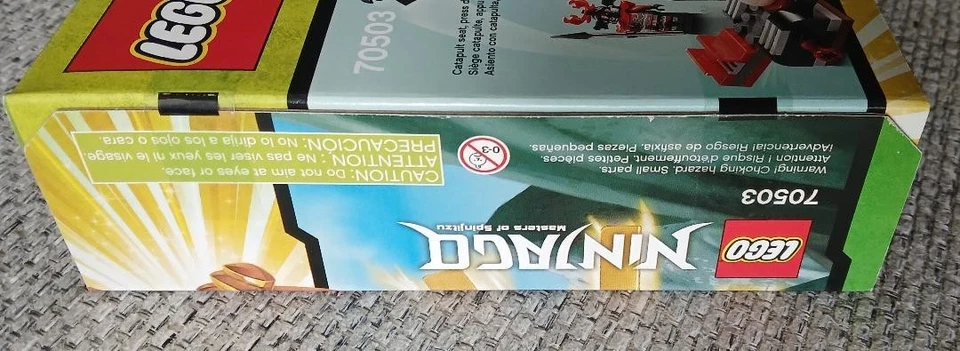 LEGO
70503
Catapult seat, press d
Siège catapulte, appu
Asiento con catapulta,
CAUTION: Do not aim at eyes or face.
ATTENTION : Ne pas viser les yeux ni le visage.
PRECAUCIÓN: No lo dirija a los ojos o cara.
0-3
Warning! Choking hazard. Small parts.
Attention ! Risque d'étouffement. Petites pièces.
¡Advertencia! Riesgo de asfixia. Piezas pequeñas.
70503
LEGO
NINJAGO
Masters of Spinjitzu